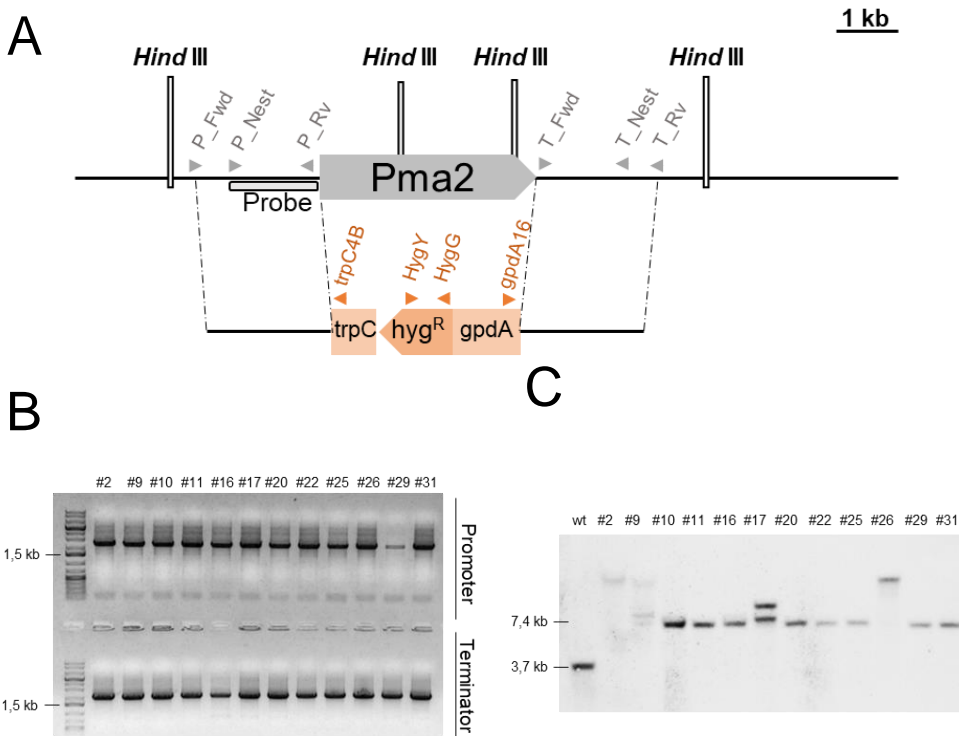 A
1 kb
Hind III
Hind III
Hind III
Hind III
P_Fwd
P_Nest
P_Rv
T_Fwd
T_Nest
T_Rv
Pma2
Probe
trpC4B
HygY
HygG
gpdA16
trpC
hygR
gpdA
B
#2 #9 #10 #11 #16 #17 #20 #22 #25 #26 #29 #31
1,5 kb
Promoter
1,5 kb
Terminator
C
wt #2 #9 #10 #11 #16 #17 #20 #22 #25 #26 #29 #31
7,4 kb
3,7 kb